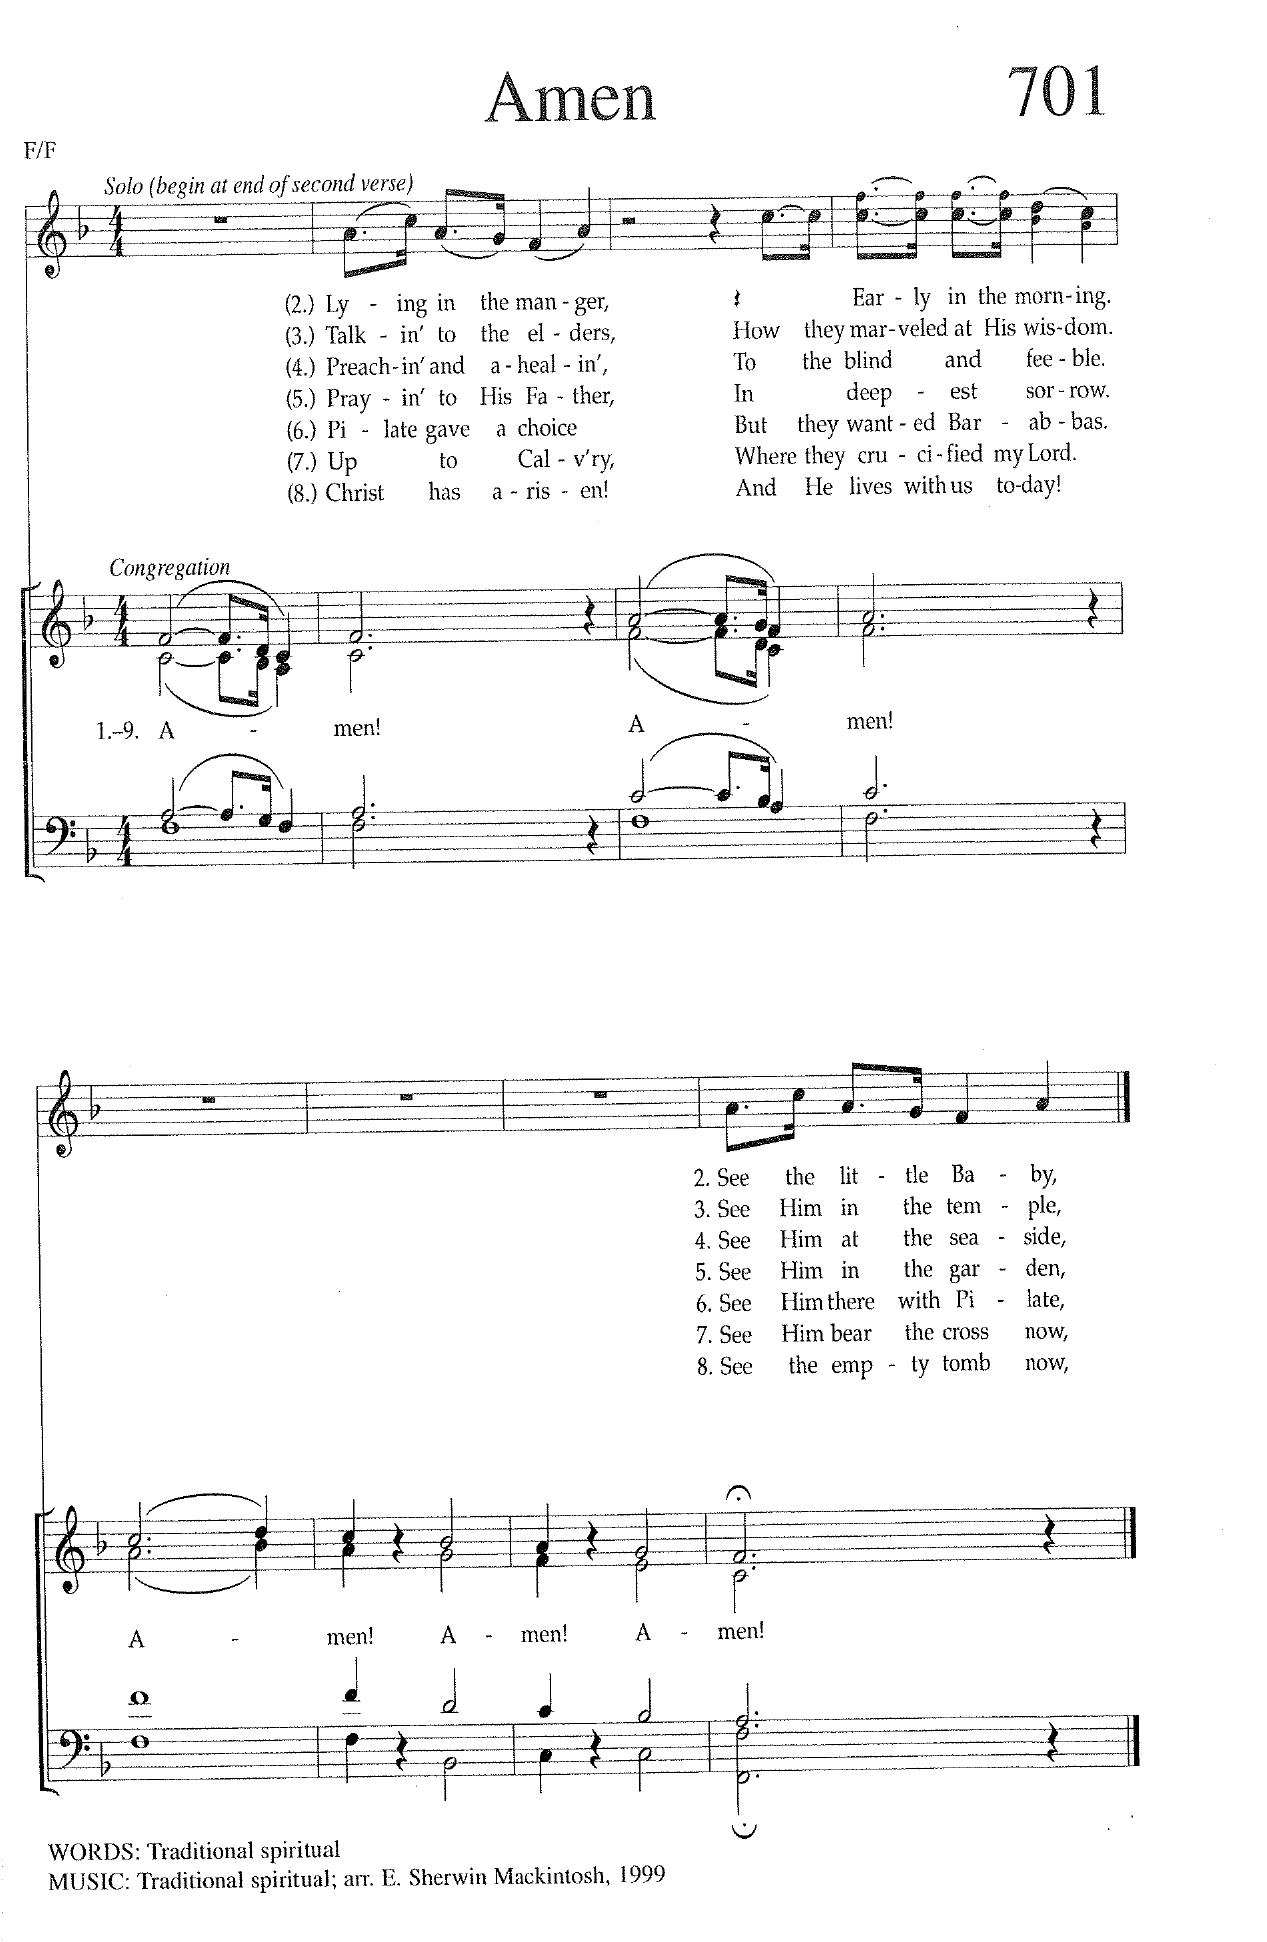 Amen
701
F/F
Solo (begin at end of second verse)
(2.) Ly - ing in the man - ger, Ear - ly in the morn - ing.
(3.) Talk - in' to the el - ders, How they mar - veled at His wis - dom.
(4.) Preach - in' and a - heal - in', To the blind and fee - ble.
(5.) Pray - in' to His Fa - ther, In deep - est sor - row.
(6.) Pi - late gave a choice But they want - ed Bar - ab - bas.
(7.) Up to Cal - v'ry, Where they cru - ci - fied my Lord.
(8.) Christ has a - ris - en! And He lives with us to-day!
Congregation
1.–9. A - men! A - men!
2. See the lit - tle Ba - by,
3. See Him in the tem - ple,
4. See Him at the sea - side,
5. See Him in the gar - den,
6. See Him there with Pi - late,
7. See Him bear the cross now,
8. See the emp - ty tomb now,
A - men! A - men! A - men!
WORDS: Traditional spiritual
MUSIC: Traditional spiritual; arr. E. Sherwin Mackintosh, 1999